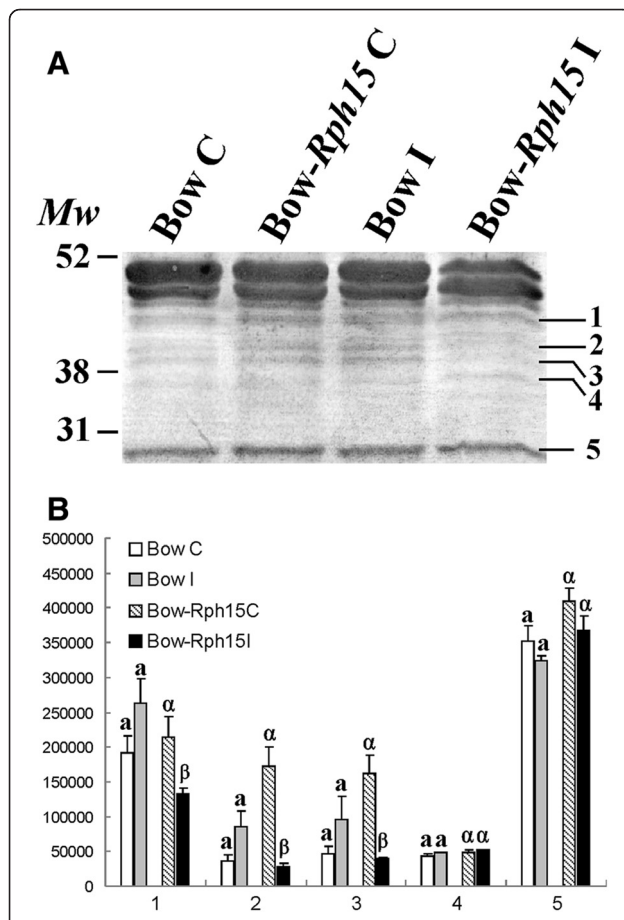 A
Mw
Bow C
Bow-Rph15 C
Bow I
Bow-Rph15 I
52
38
31
1
2
3
4
5
B
500000
450000
400000
350000
300000
250000
200000
150000
100000
50000
0
Bow C
Bow I
Bow-Rph15C
Bow-Rph15I
a a α β
a a α β
a a α β
a a α α
a a α α
1 2 3 4 5